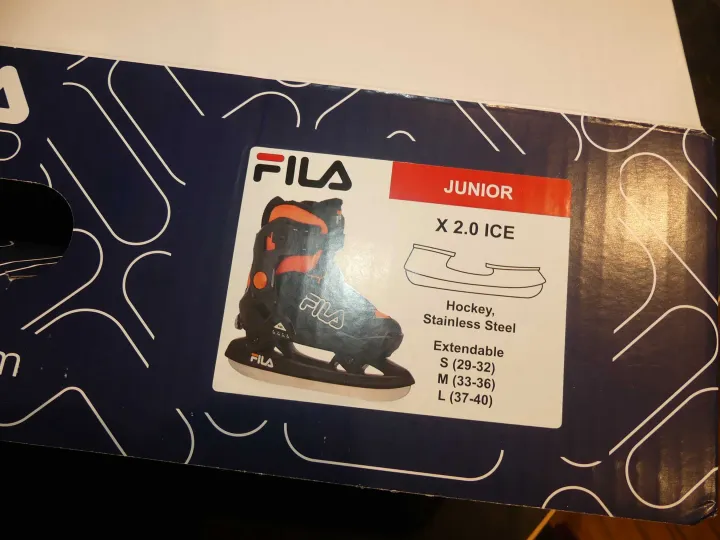 FILA
JUNIOR
X 2.0 ICE
Hockey,
Stainless Steel
Extendable
S (29-32)
M (33-36)
L (37-40)
FILA
FILA
A
m